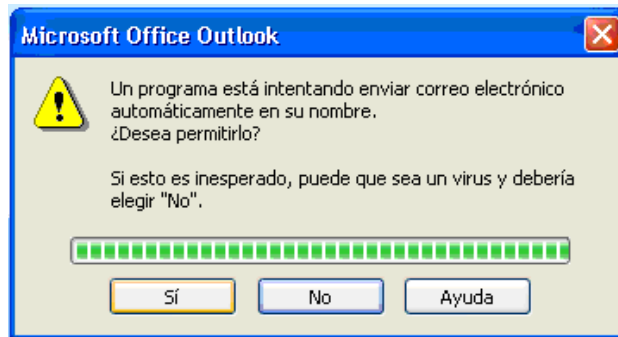 Microsoft Office Outlook
Un programa está intentando enviar correo electrónico
automáticamente en su nombre.
¿Desea permitirlo?
Si esto es inesperado, puede que sea un virus y debería
elegir "No".
Sí No Ayuda